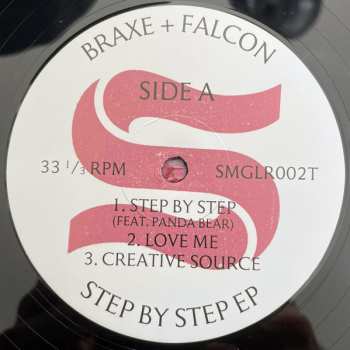 BRAXE + FALCON
SIDE A
33 1/3 RPM
SMGLR002T
1. STEP BY STEP
(FEAT. PANDA BEAR)
2. LOVE ME
3. CREATIVE SOURCE
STEP BY STEP EP